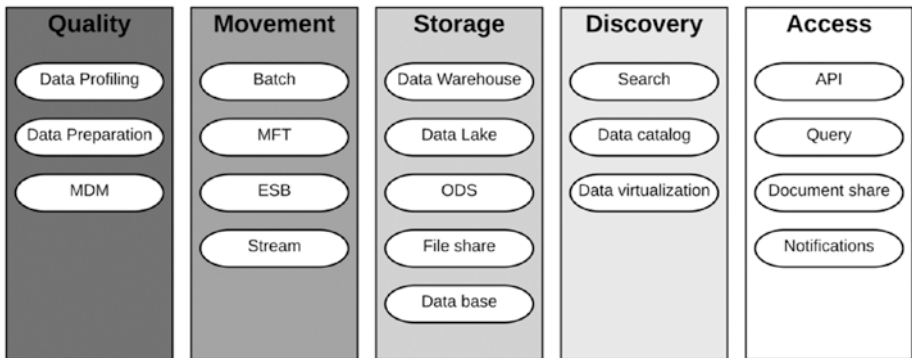 Quality
Data Profiling
Data Preparation
MDM
Movement
Batch
MFT
ESB
Stream
Storage
Data Warehouse
Data Lake
ODS
File share
Data base
Discovery
Search
Data catalog
Data virtualization
Access
API
Query
Document share
Notifications